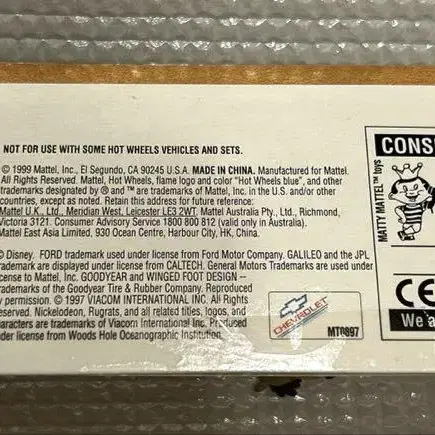 NOT FOR USE WITH SOME HOT WHEELS VEHICLES AND SETS.
© 1999 Mattel, Inc., El Segundo, CA 90245 U.S.A. MADE IN CHINA. Manufactured for Mattel.
All Rights Reserved. Mattel, Hot Wheels, flame logo and color "Hot Wheels blue", and other
trademarks designated by ® and ™ are trademarks of Mattel, Inc. in the U.S. and/or other
countries, except as noted. Retain this address for future reference:
Mattel U.K., Ltd., Meridian West, Leicester LE3 2WT. Mattel Australia Pty., Ltd., Richmond,
Victoria 3121. Consumer Advisory Service 1800 800 812 (valid only in Australia).
Mattel East Asia Limited, 930 Ocean Centre, Harbour City, HK, China.
© Disney. FORD trademark used under license from Ford Motor Company. GALILEO and the JPL
trademark are displayed under license from CALTECH. General Motors Trademarks are used under
license to Mattel, Inc. GOODYEAR and WINGED FOOT DESIGN –
trademarks of the Goodyear Tire & Rubber Company. Reproduced
by permission. © 1997 VIACOM INTERNATIONAL INC. All Rights
Reserved. Nickelodeon, Rugrats, and all related titles, logos, and
characters are trademarks of Viacom International Inc. Produced
under license from Woods Hole Oceanographic Institution.
CHEVROLET
MT0897
MATTY MATTEL™ toys
CONS
CE
We a